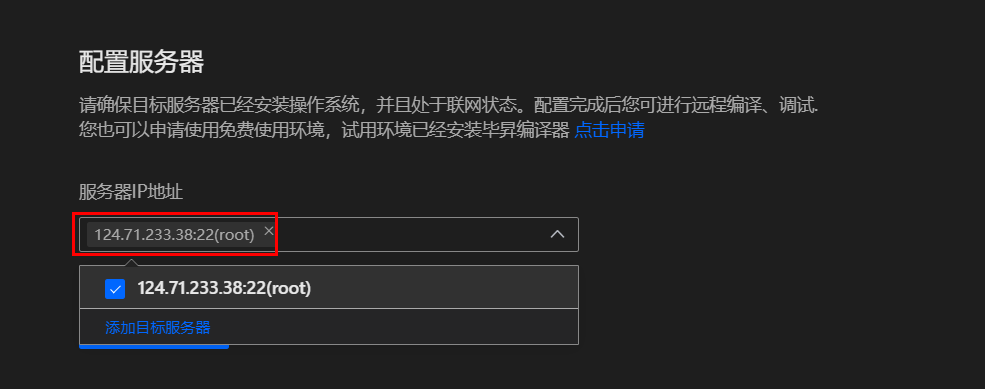 配置服务器
请确保目标服务器已经安装操作系统，并且处于联网状态。配置完成后您可进行远程编译、调试.
您也可以申请使用免费使用环境，试用环境已经安装毕昇编译器 点击申请
服务器IP地址
124.71.233.38:22(root)
124.71.233.38:22(root)
添加目标服务器